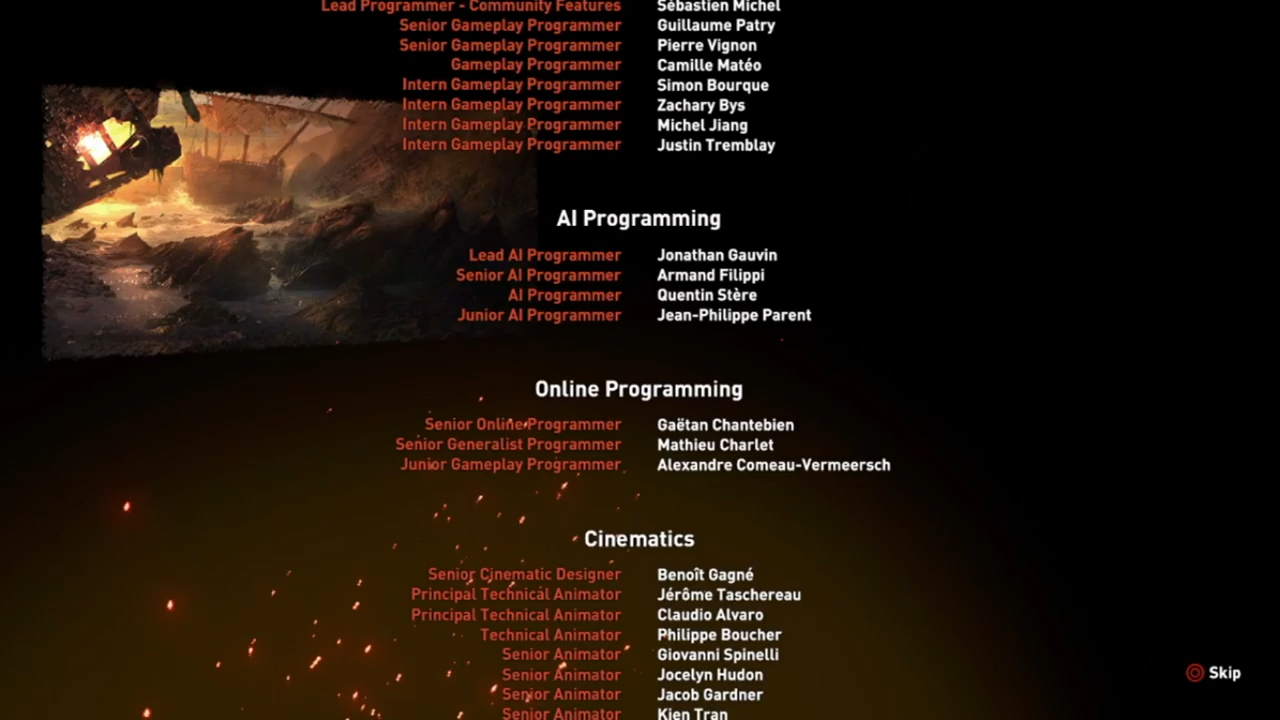 Lead Programmer - Community Features Sébastien Michel
Senior Gameplay Programmer Guillaume Patry
Senior Gameplay Programmer Pierre Vignon
Gameplay Programmer Camille Matéo
Intern Gameplay Programmer Simon Bourque
Intern Gameplay Programmer Zachary Bys
Intern Gameplay Programmer Michel Jiang
Intern Gameplay Programmer Justin Tremblay
AI Programming
Lead AI Programmer Jonathan Gauvin
Senior AI Programmer Armand Filippi
AI Programmer Quentin Stère
Junior AI Programmer Jean-Philippe Parent
Online Programming
Senior Online Programmer Gaëtan Chantebien
Senior Generalist Programmer Mathieu Charlet
Junior Gameplay Programmer Alexandre Comeau-Vermeersch
Cinematics
Senior Cinematic Designer Benoît Gagné
Principal Technical Animator Jérôme Taschereau
Principal Technical Animator Claudio Alvaro
Technical Animator Philippe Boucher
Senior Animator Giovanni Spinelli
Senior Animator Jocelyn Hudon
Skip
Senior Animator Jacob Gardner
Senior Animator Kien Tran